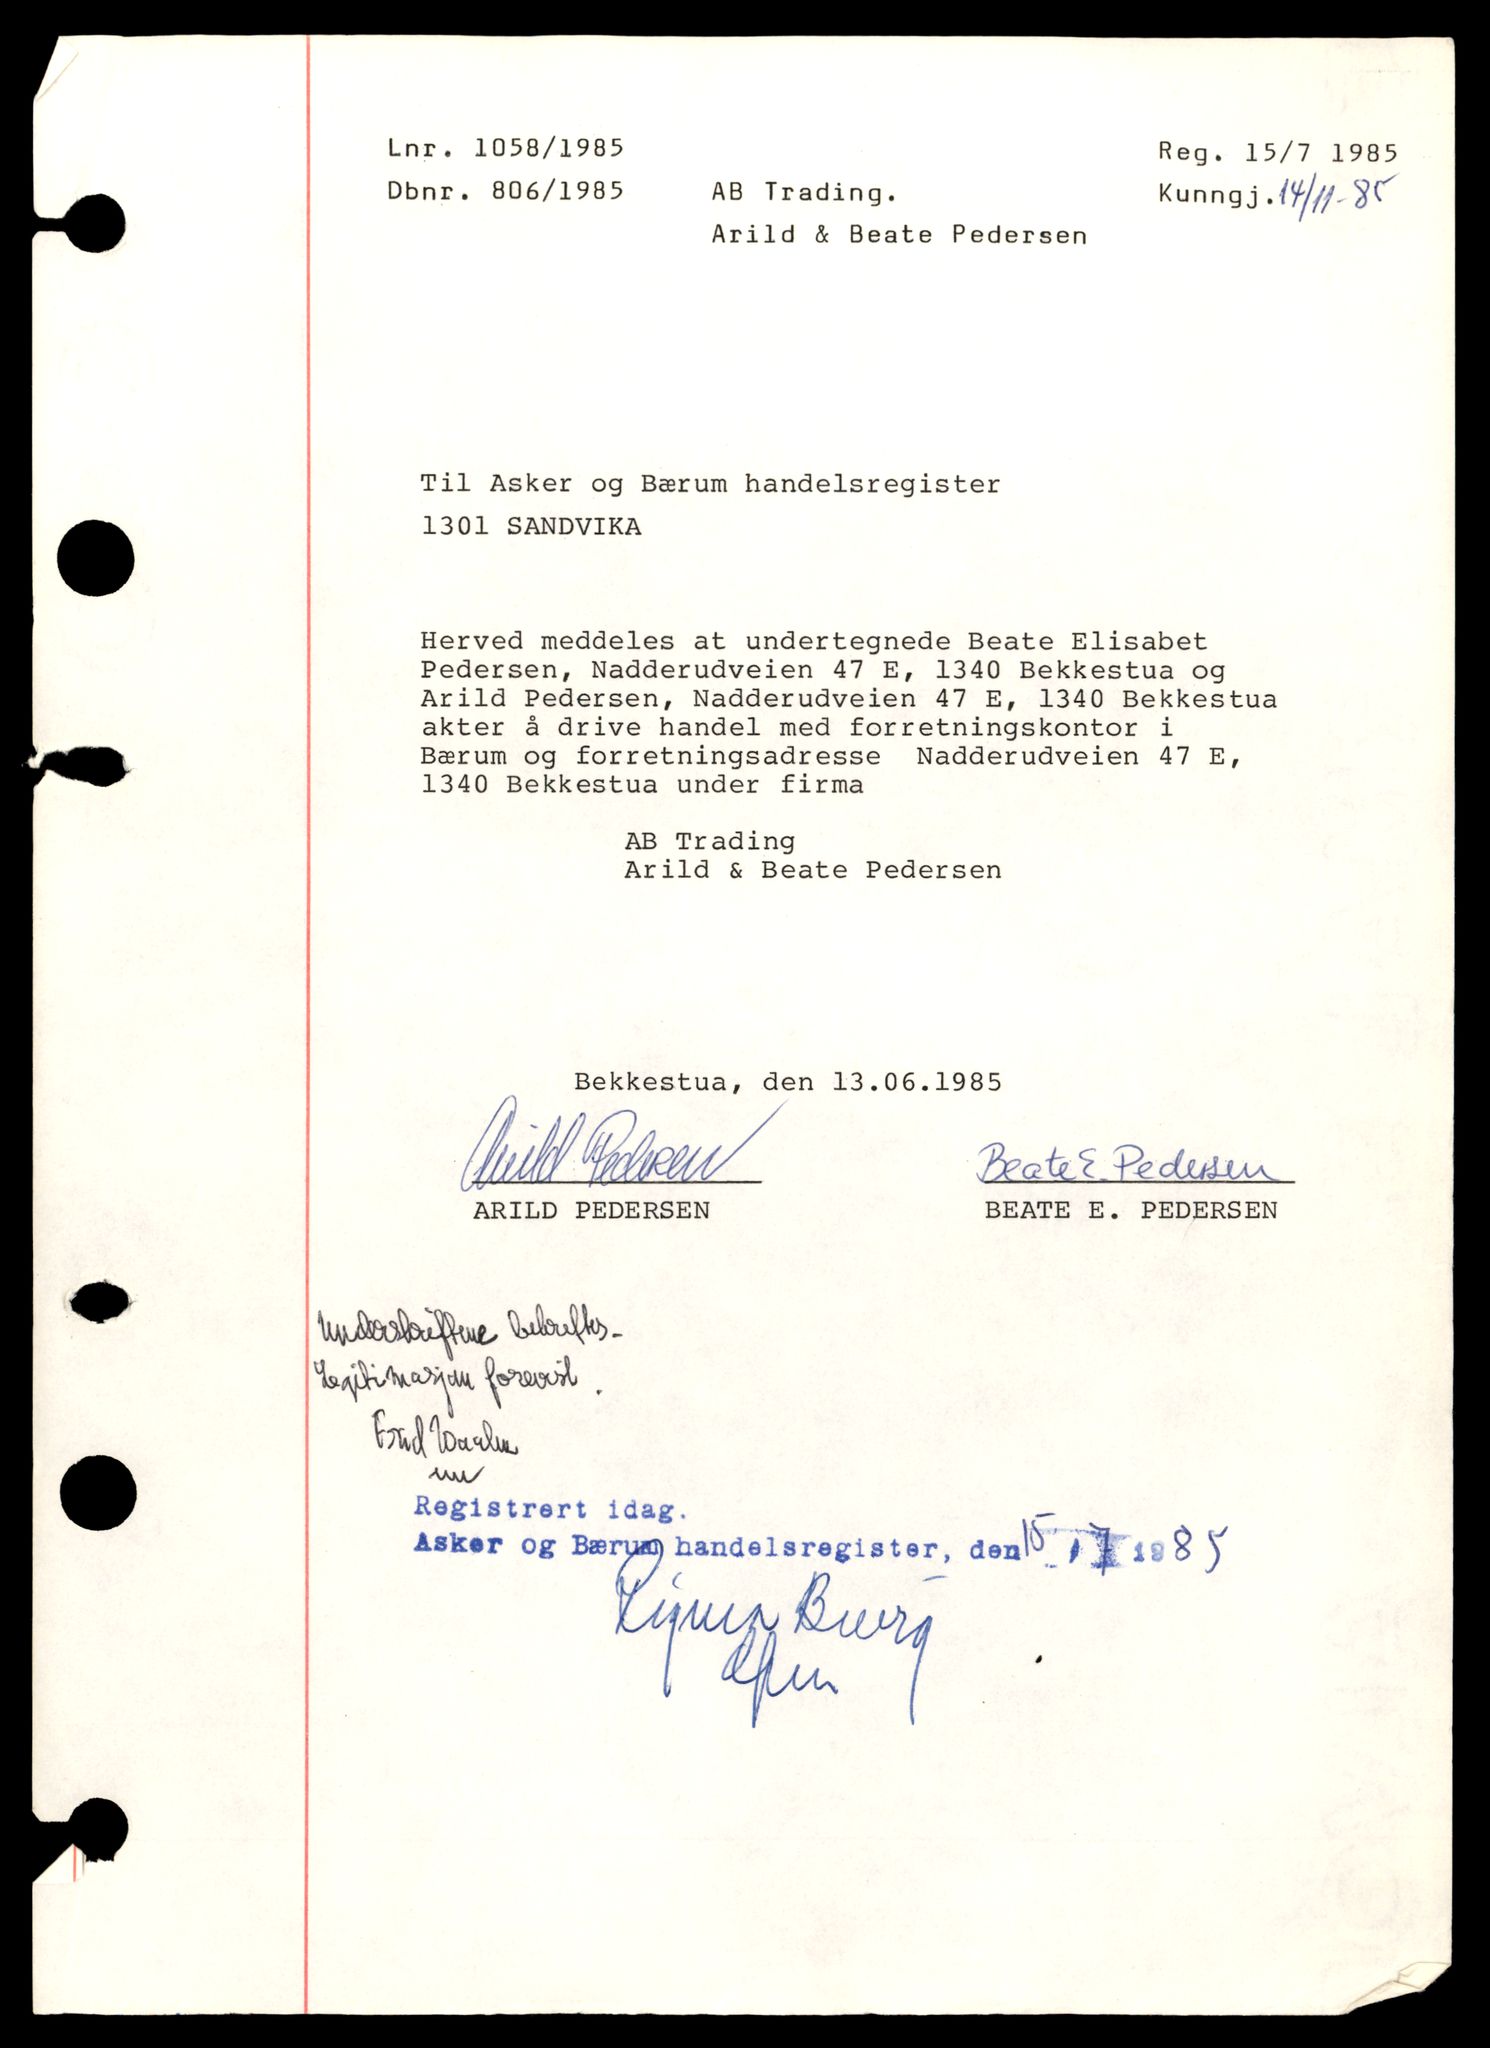 Lnr. 1058/1985
Reg. 15/7 1985
Dbnr. 806/1985 AB Trading.
Kunngj. 14/11-85
Arild & Beate Pedersen
Til Asker og Bærum handelsregister
1301 SANDVIKA
Herved meddeles at undertegnede Beate Elisabet
Pedersen, Nadderudveien 47 E, 1340 Bekkestua og
Arild Pedersen, Nadderudveien 47 E, 1340 Bekkestua
akter å drive handel med forretningskontor i
Bærum og forretningsadresse Nadderudveien 47 E,
1340 Bekkestua under firma
AB Trading
Arild & Beate Pedersen
Bekkestua, den 13.06.1985
Arild Pedersen
Beate E. Pedersen
ARILD PEDERSEN
BEATE E. PEDERSEN
Underskriftene bekreftes-
Legitimasjon forevist.
Registrert idag.
Asker og Bærum handelsregister, den 15/7 1985